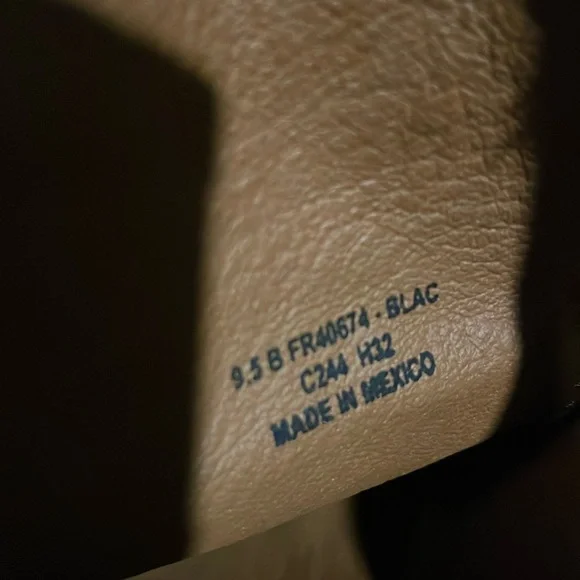 9.5 B FR40674 - BLAC
C244 H32
MADE IN MEXICO